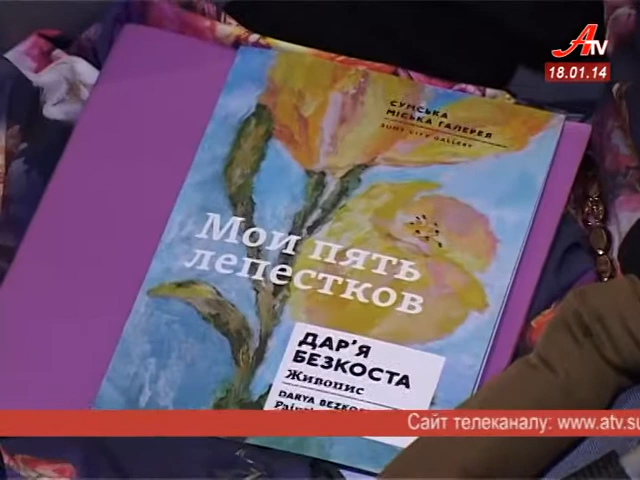 ATV
18.01.14
СУМСЬКА
МІСЬКА ГАЛЕРЕЯ
SUMY CITY GALLERY
Мои пять
лепестков
ДАР'Я
БЕЗКОСТА
Живопис
DARYA
Сайт телеканалу: www.atv.su